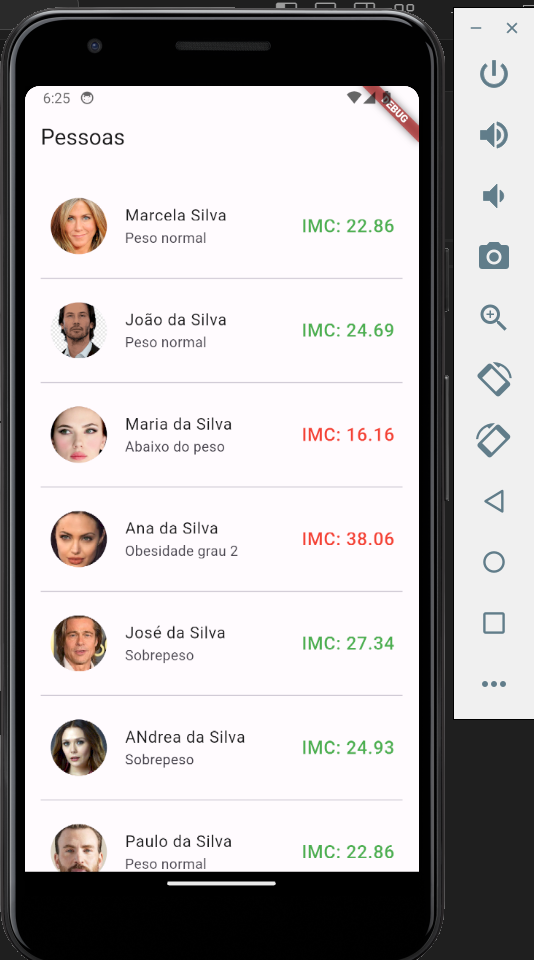 6:25
DEBUG
Pessoas
Marcela Silva
Peso normal
IMC: 22.86
João da Silva
Peso normal
IMC: 24.69
Maria da Silva
Abaixo do peso
IMC: 16.16
Ana da Silva
Obesidade grau 2
IMC: 38.06
José da Silva
Sobrepeso
IMC: 27.34
ANdrea da Silva
Sobrepeso
IMC: 24.93
Paulo da Silva
Peso normal
IMC: 22.86